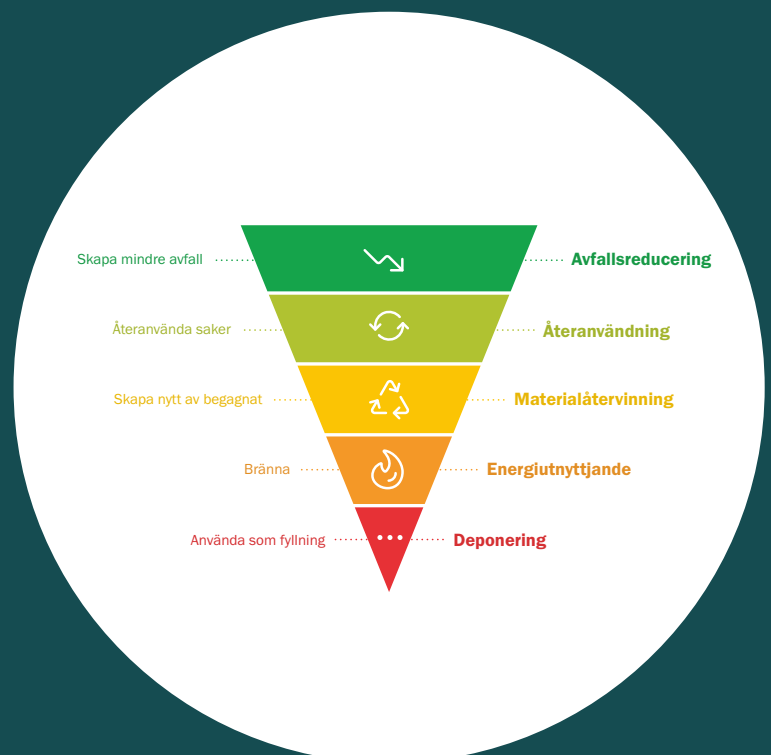 Skapa mindre avfall
Avfallsreducering
Återanvända saker
Återanvändning
Skapa nytt av begagnat
Materialåtervinning
Bränna
Energiutnyttjande
Använda som fyllning
Deponering